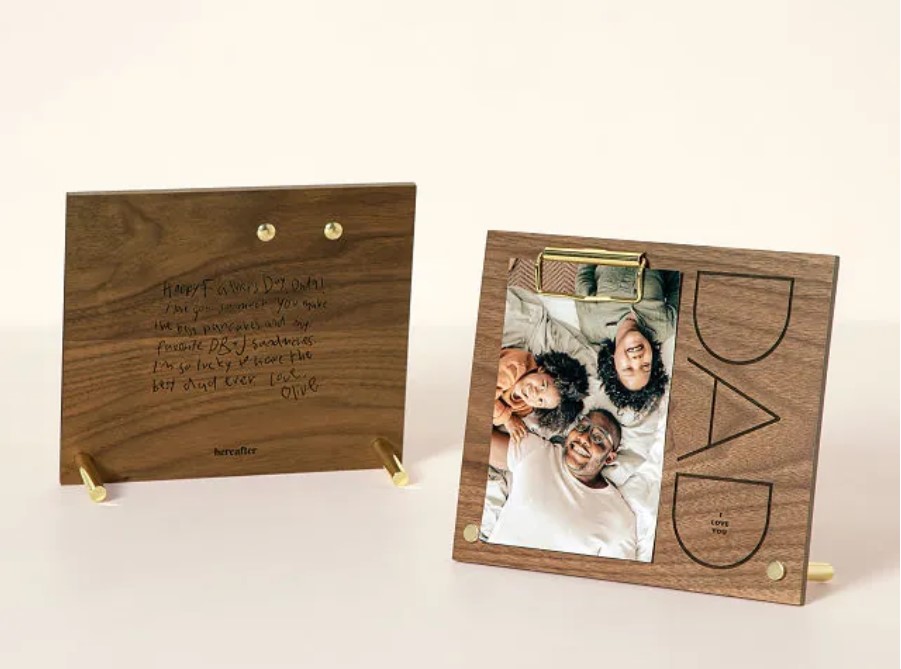 Happy Father's Day, Dada!
I love you so much. You make
the best pancakes and my
favorite PB+J sandwiches.
I'm so lucky to have the
best dad ever. Love,
Olive
hereafter
DAD
I
LOVE
YOU